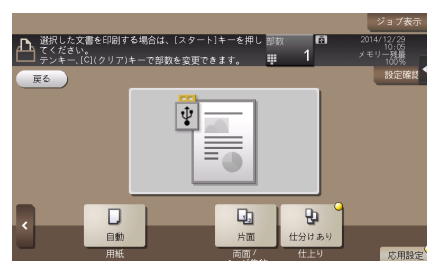 ジョブ表示
選択した文書を印刷する場合は、[スタート]キーを押し
てください。
テンキー、[C](クリア)キーで部数を変更できます。
部数
1
2014/12/29
10:05
メモリー残量
100%
戻る
設定確認
自動
片面
仕分けあり
用紙
両面/
仕上り
応用設定